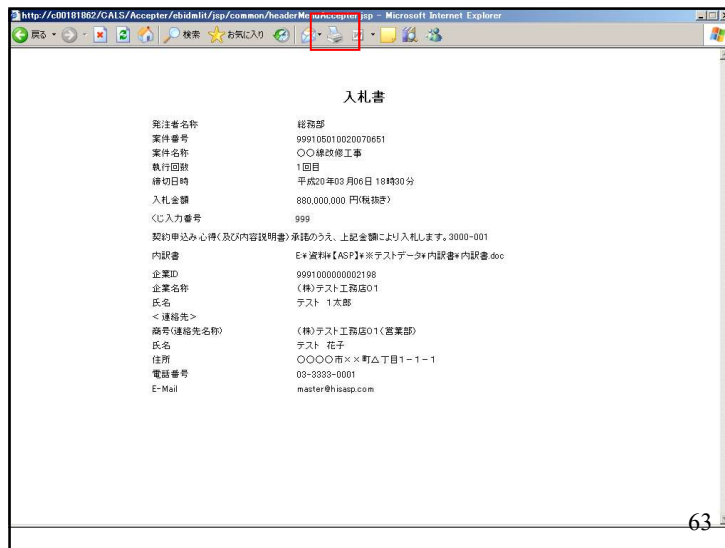 http://c00181862/CALS/Accepter/ebidmlit/jsp/common/headerMenuAccepter.jsp - Microsoft Internet Explorer
戻る 検索 お気に入り
入札書
発注者名称 総務部
案件番号 999105010020070651
案件名称 〇〇線改修工事
執行回数 1回目
締切日時 平成20年03月06日 18時30分
入札金額 880,000,000 円(税抜き)
くじ入力番号 999
契約申込み心得(及び内容説明書)承諾のうえ、上記金額により入札します。3000-001
内訳書 E:¥資料¥【ASP】¥※テストデータ¥内訳書¥内訳書.doc
企業ID 9991000000002198
企業名称 (株)テスト工務店01
氏名 テスト 1太郎
<連絡先>
商号(連絡先名称) (株)テスト工務店01(営業部)
氏名 テスト 花子
住所 〇〇〇〇市××町△丁目1-1-1
電話番号 03-3333-0001
E-Mail master@hisasp.com
63